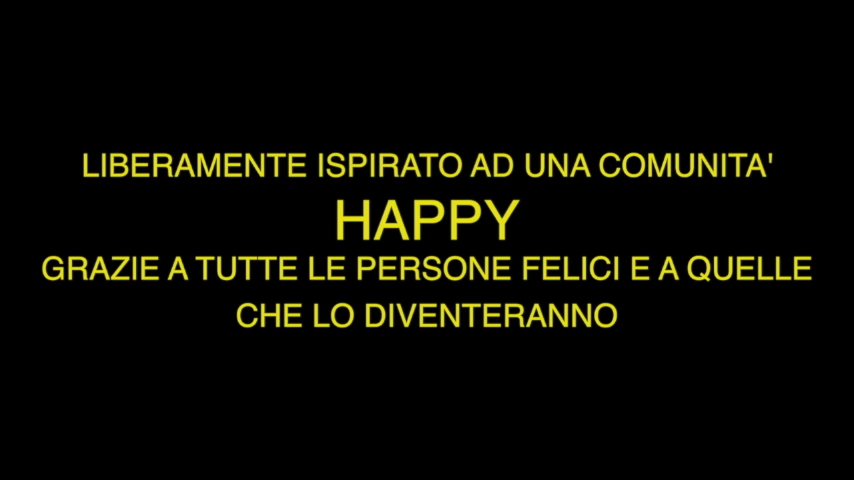 LIBERAMENTE ISPIRATO AD UNA COMUNITA'
HAPPY
GRAZIE A TUTTE LE PERSONE FELICI E A QUELLE
CHE LO DIVENTERANNO